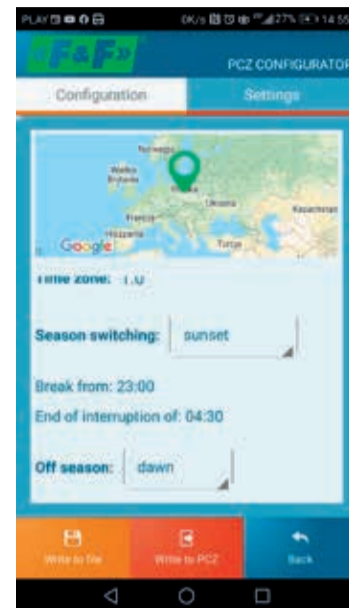 PLAY 0K/s 27% 14:55
«F&F»
PCZ CONFIGURATOR
Configuration Settings
Norwegia
Wielka
Brytania
Polska
Ukraina
Kazachstan
Francja
Hiszpania
Turcja
Google
Time zone: 1.0
Season switching: sunset
Break from: 23:00
End of interruption of: 04:30
Off season: dawn
Write to file Write to PCZ Back